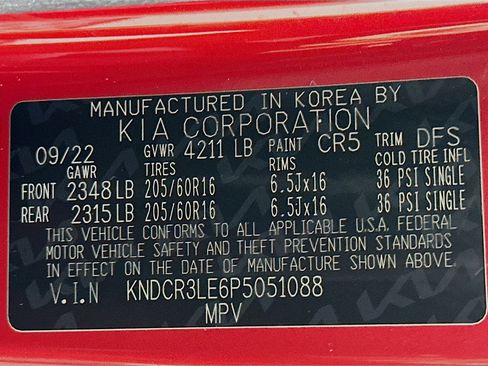 MANUFACTURED IN KOREA BY
KIA CORPORATION
09/22 GVWR 4211 LB PAINT CR5 TRIM DFS
GAWR TIRES RIMS COLD TIRE INFL
FRONT 2348 LB 205/60R16 6.5Jx16 36 PSI SINGLE
REAR 2315 LB 205/60R16 6.5Jx16 36 PSI SINGLE
THIS VEHICLE CONFORMS TO ALL APPLICABLE U.S.A. FEDERAL
MOTOR VEHICLE SAFETY AND THEFT PREVENTION STANDARDS
IN EFFECT ON THE DATE OF MANUFACTURE SHOWN ABOVE.
V.I.N KNDCR3LE6P5051088
MPV